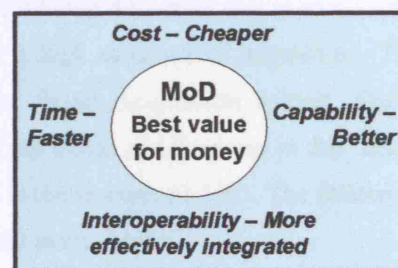 Cost – Cheaper
Time –
Faster
MoD
Best value
for money
Capability –
Better
Interoperability – More
effectively integrated